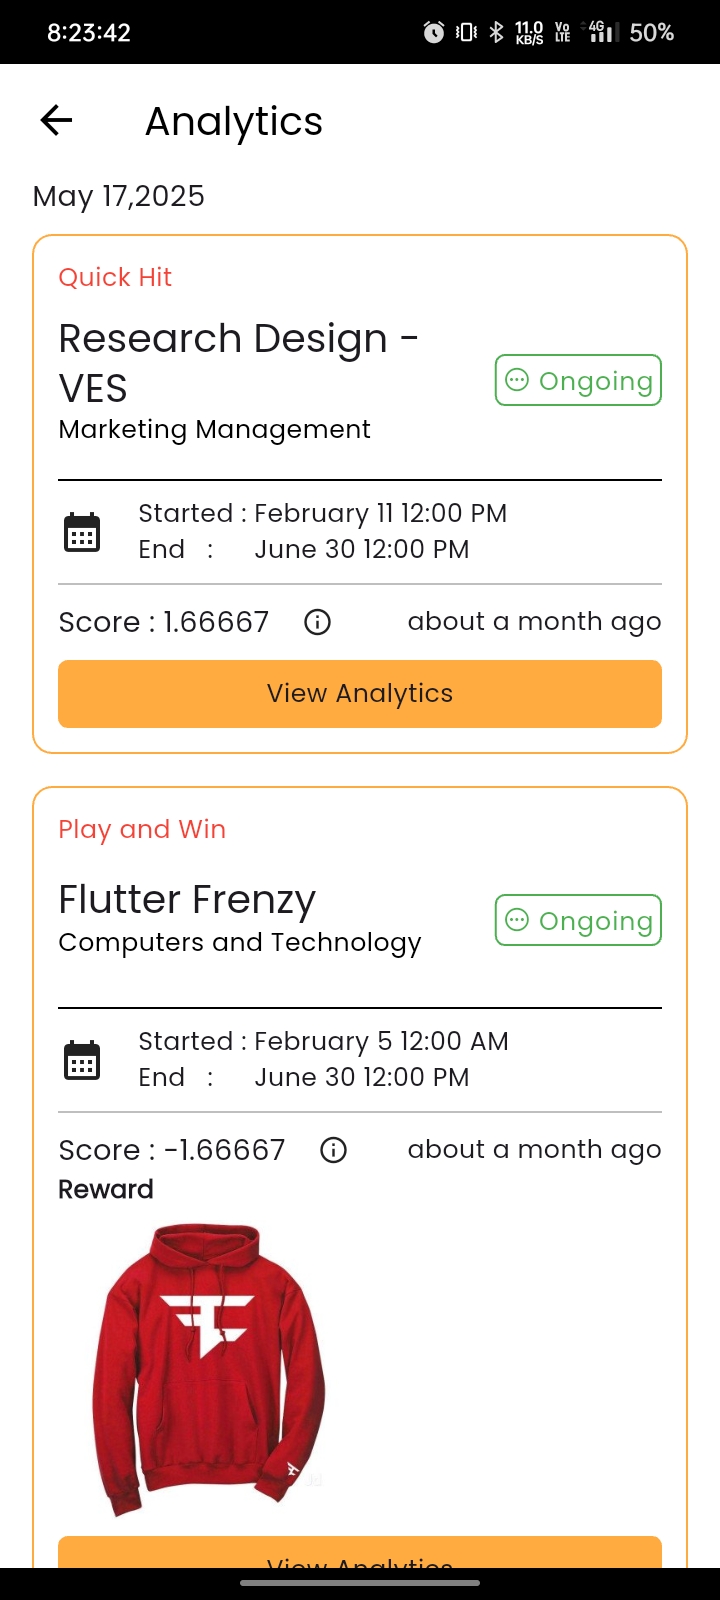 8:23:42
11.0 KB/S Vo LTE 4G 50%
Analytics
May 17,2025
Quick Hit
Research Design -
VES
Ongoing
Marketing Management
Started : February 11 12:00 PM
End : June 30 12:00 PM
Score : 1.66667 about a month ago
View Analytics
Play and Win
Flutter Frenzy
Ongoing
Computers and Technology
Started : February 5 12:00 AM
End : June 30 12:00 PM
Score : -1.66667 about a month ago
Reward
View Analytics